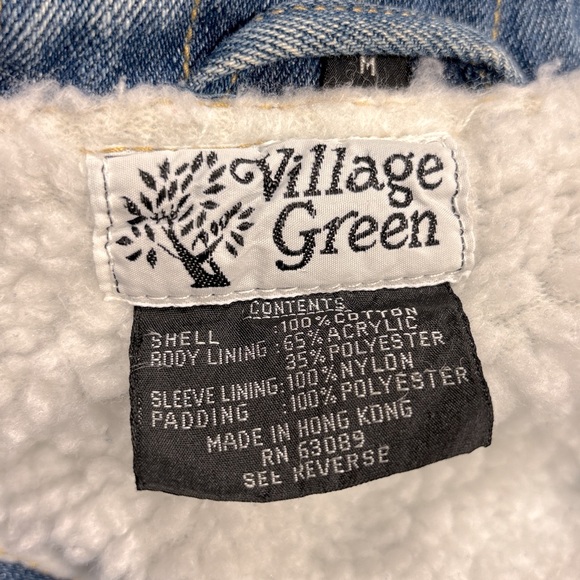 M
Village
Green
CONTENTS
SHELL :100% COTTON
BODY LINING :65% ACRYLIC
35% POLYESTER
SLEEVE LINING:100% NYLON
PADDING :100% POLYESTER
MADE IN HONG KONG
RN 63089
SEE REVERSE